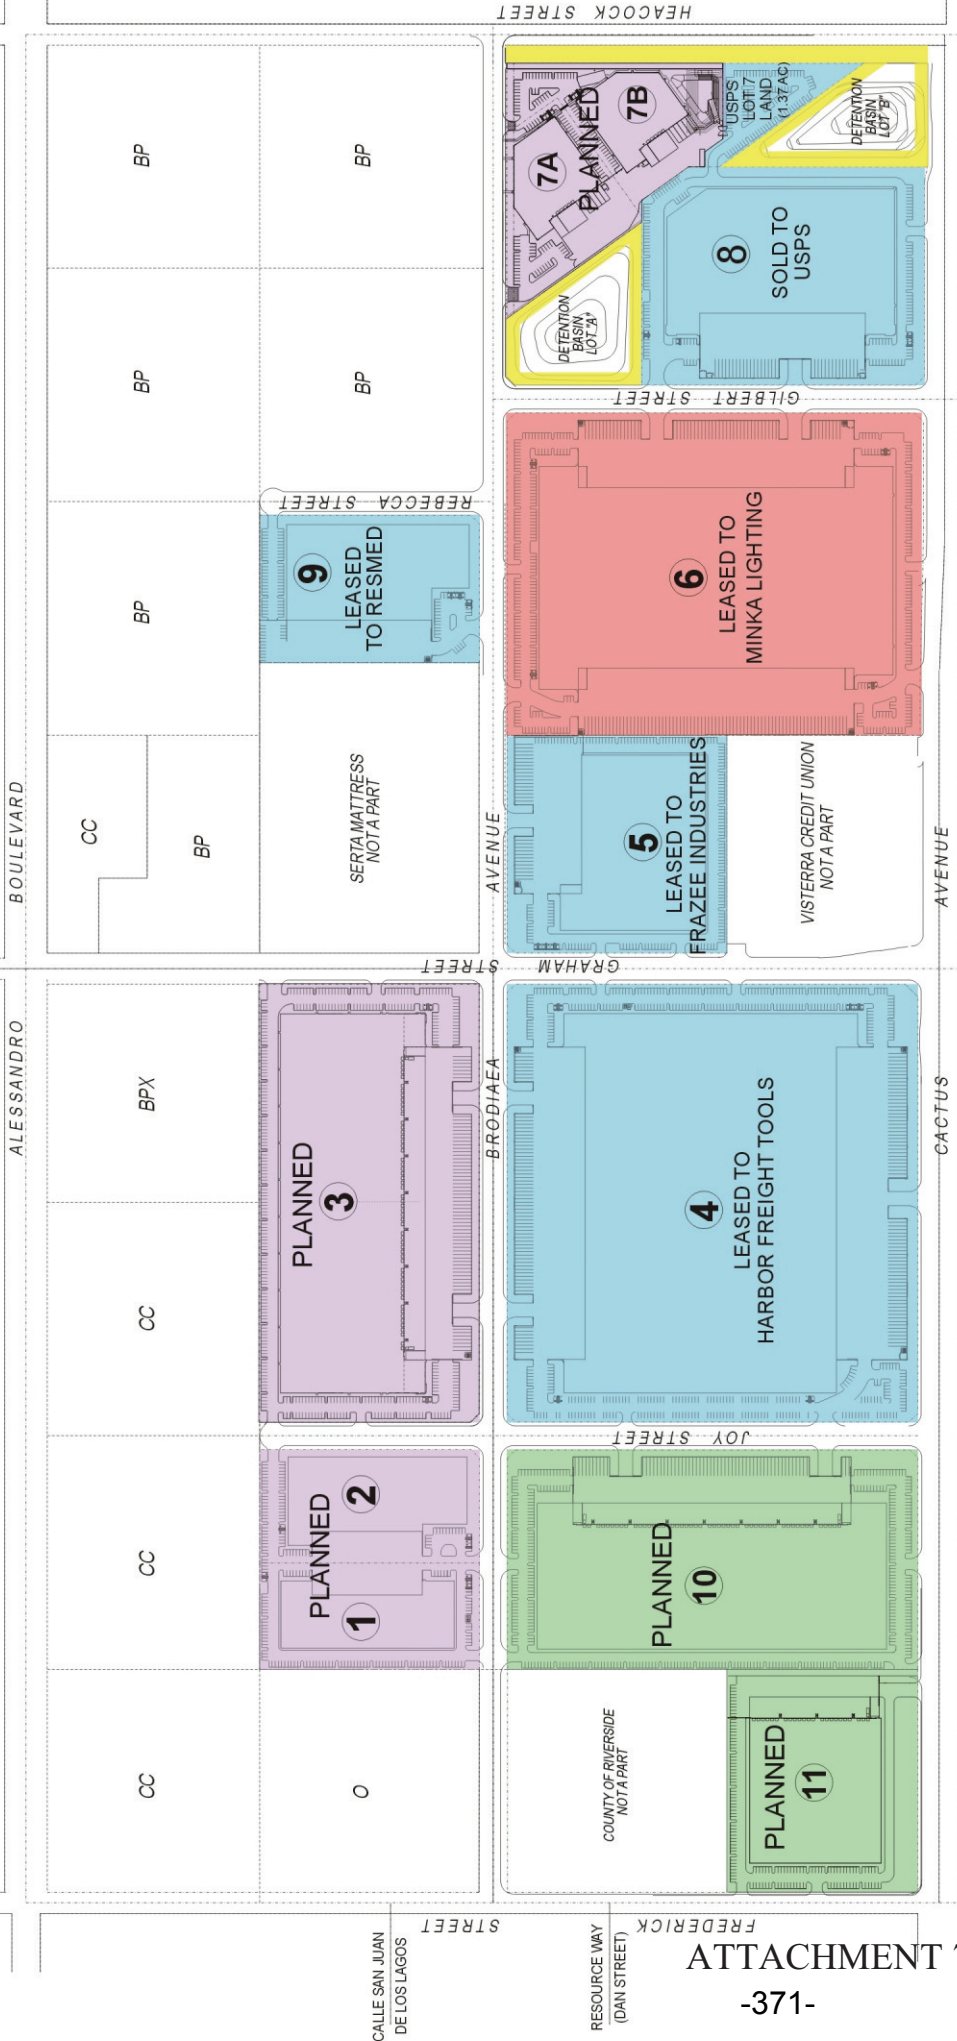 HEACOCK STREET
BP
BP
BP
BP
BP
CC
BP
BPX
CC
CC
CC
O
BOULEVARD
ALESSANDRO
REBECCA STREET
9
LEASED
TO RESMED
SERTA MATTRESS
NOT A PART
AVENUE
BRODIAEA
GRAHAM STREET
PLANNED
3
PLANNED
2
1
7A
PLANNED
7B
USPS
LOT 7
LAND
(1.37 AC)
DETENTION
BASIN
LOT "B"
DETENTION
BASIN
LOT "A"
8
SOLD TO
USPS
GILBERT STREET
6
LEASED TO
MINKA LIGHTING
5
LEASED TO
FRAZEE INDUSTRIES
VISTERRA CREDIT UNION
NOT A PART
AVENUE
CACTUS
4
LEASED TO
HARBOR FREIGHT TOOLS
JOY STREET
PLANNED
10
COUNTY OF RIVERSIDE
NOT A PART
PLANNED
11
FREDERICK STREET
CALLE SAN JUAN
DE LOS LAGOS
RESOURCE WAY
(DAN STREET)
ATTACHMENT
-371-